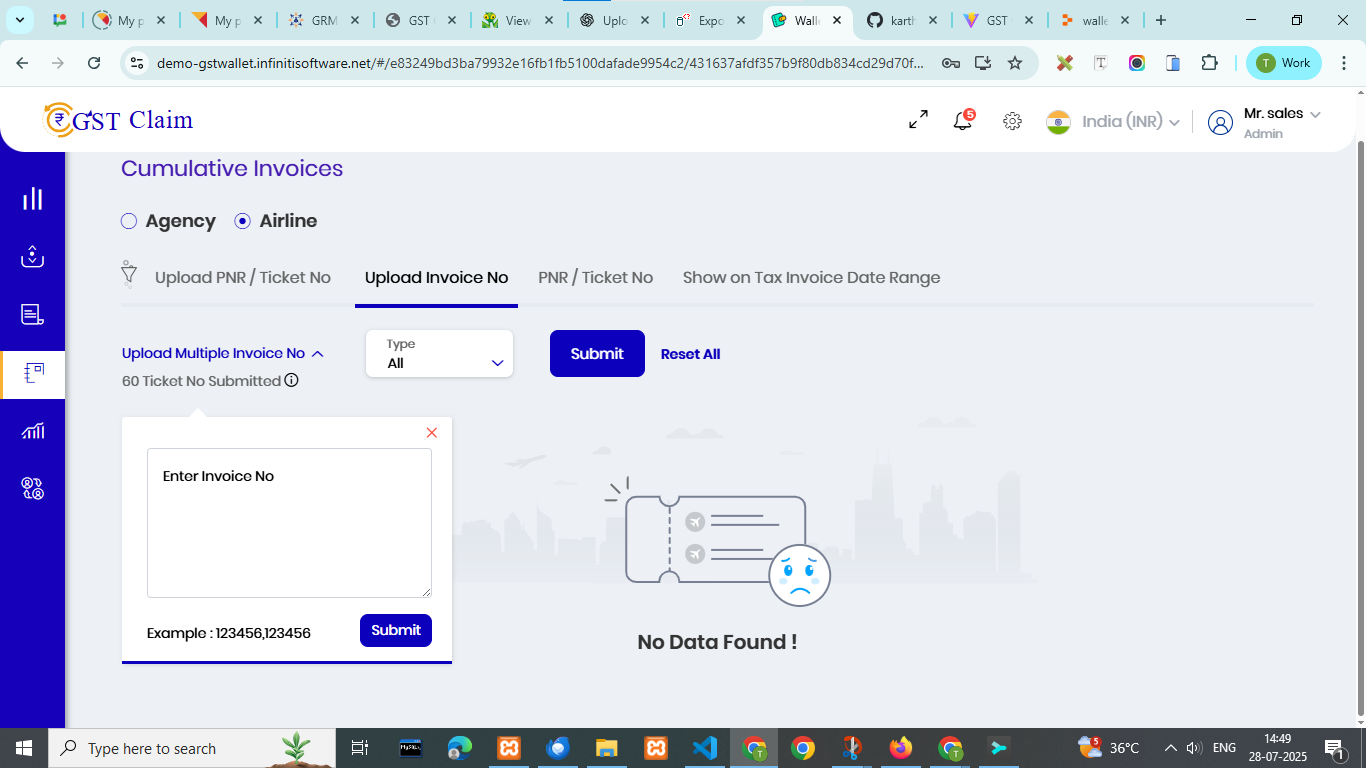 My p
My p
GRM
GST
View
Uplo
Expo
Walle
karth
GST
walle
demo-gstwallet.infinitisoftware.net/#/e83249bd3ba79932e16fb1fb5100dafade9954c2/431637afdf357b9f80db834cd29d70f...
T
Work
GST Claim
5
India (INR)
Mr. sales
Admin
Cumulative Invoices
Agency
Airline
Upload PNR / Ticket No
Upload Invoice No
PNR / Ticket No
Show on Tax Invoice Date Range
Upload Multiple Invoice No
60 Ticket No Submitted
Type
All
Submit
Reset All
Enter Invoice No
Example : 123456,123456
Submit
No Data Found !
Type here to search
36°C
ENG
14:49
28-07-2025
1